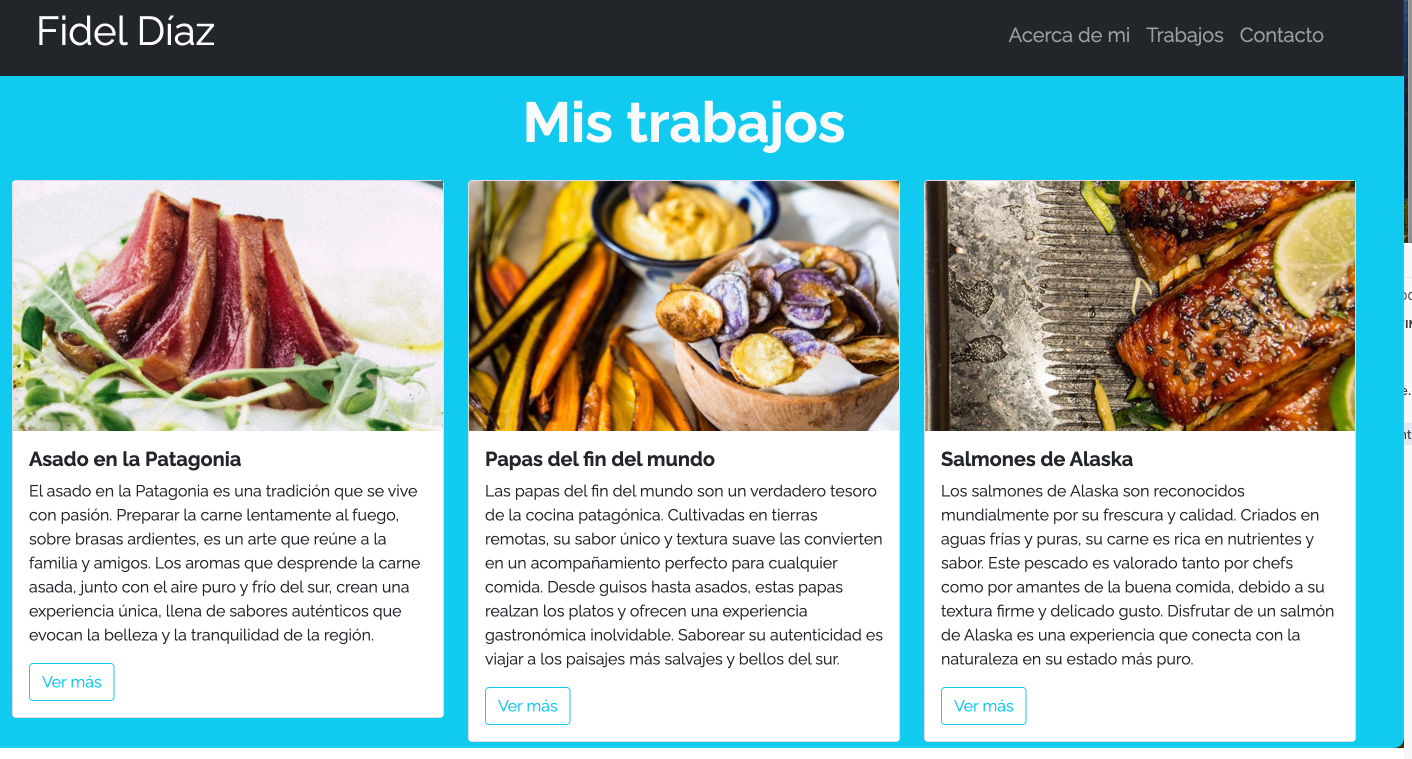 Fidel Díaz
Acerca de mi Trabajos Contacto
Mis trabajos
Asado en la Patagonia
El asado en la Patagonia es una tradición que se vive
con pasión. Preparar la carne lentamente al fuego,
sobre brasas ardientes, es un arte que reúne a la
familia y amigos. Los aromas que desprende la carne
asada, junto con el aire puro y frío del sur, crean una
experiencia única, llena de sabores auténticos que
evocan la belleza y la tranquilidad de la región.
Ver más
Papas del fin del mundo
Las papas del fin del mundo son un verdadero tesoro
de la cocina patagónica. Cultivadas en tierras
remotas, su sabor único y textura suave las convierten
en un acompañamiento perfecto para cualquier
comida. Desde guisos hasta asados, estas papas
realzan los platos y ofrecen una experiencia
gastronómica inolvidable. Saborear su autenticidad es
viajar a los paisajes más salvajes y bellos del sur.
Ver más
Salmones de Alaska
Los salmones de Alaska son reconocidos
mundialmente por su frescura y calidad. Criados en
aguas frías y puras, su carne es rica en nutrientes y
sabor. Este pescado es valorado tanto por chefs
como por amantes de la buena comida, debido a su
textura firme y delicado gusto. Disfrutar de un salmón
de Alaska es una experiencia que conecta con la
naturaleza en su estado más puro.
Ver más